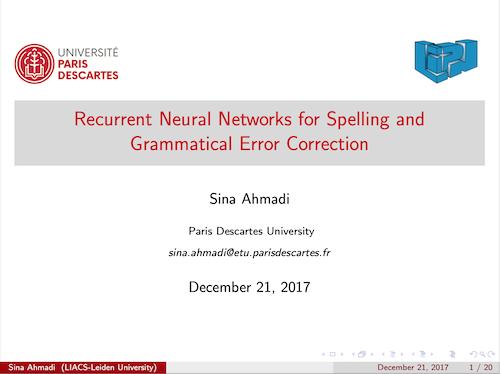 UNIVERSITÉ
PARIS
DESCARTES
Recurrent Neural Networks for Spelling and
Grammatical Error Correction
Sina Ahmadi
Paris Descartes University
sina.ahmadi@etu.parisdescartes.fr
December 21, 2017
Sina Ahmadi (LIACS-Leiden University) December 21, 2017 1 / 20